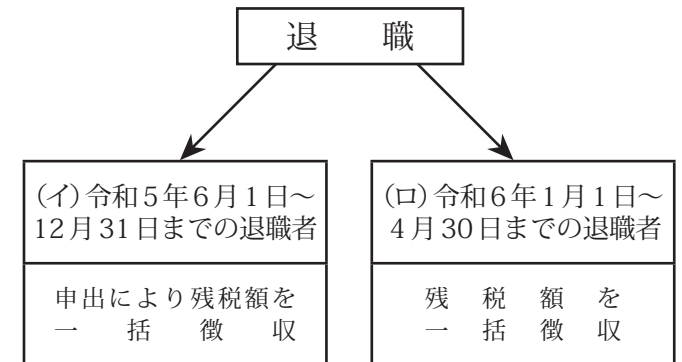 退職
(イ)令和5年6月1日～
12月31日までの退職者
申出により残税額を
一括徴収
(ロ)令和6年1月1日～
4月30日までの退職者
残税額を
一括徴収